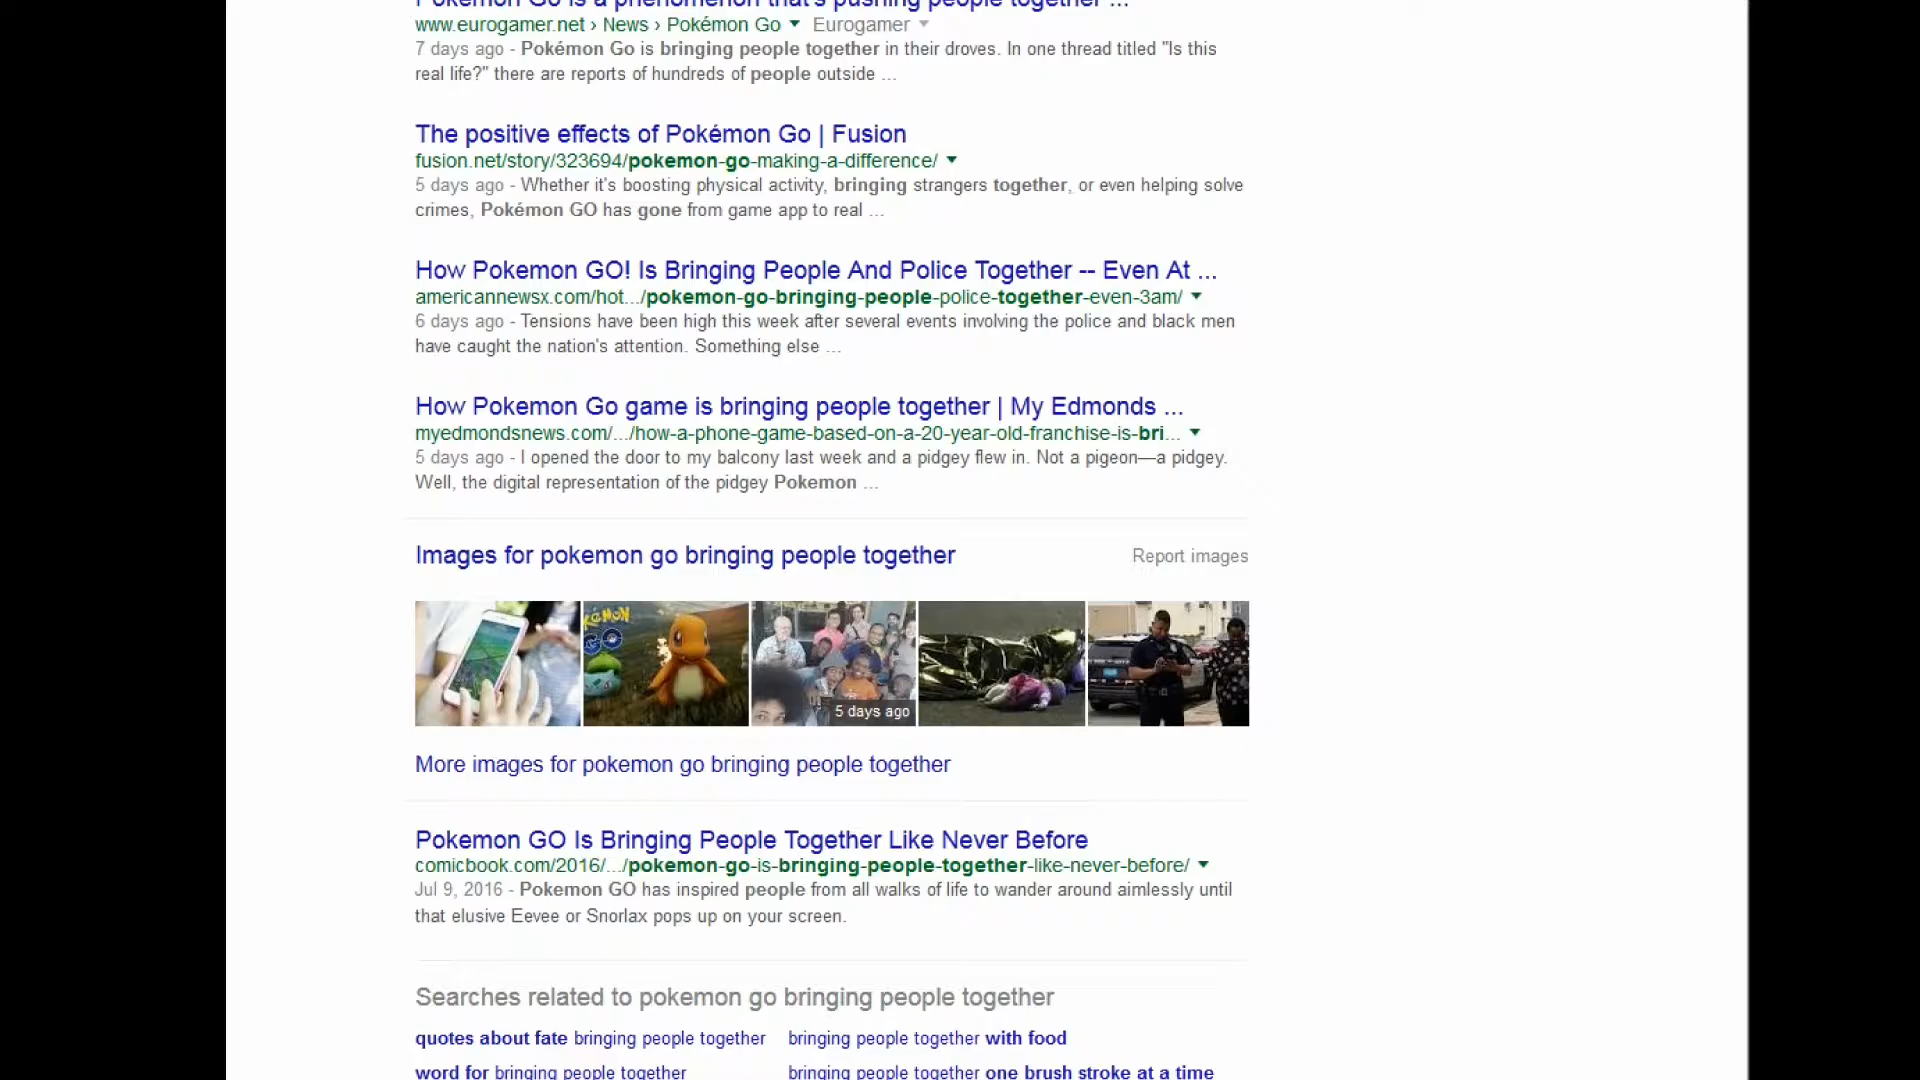 Pokemon Go is a phenomenon that's pushing people together ...
www.eurogamer.net › News › Pokémon Go ▼ Eurogamer ▼
7 days ago - Pokémon Go is bringing people together in their droves. In one thread titled "Is this
real life?" there are reports of hundreds of people outside ...
The positive effects of Pokémon Go | Fusion
fusion.net/story/323694/pokemon-go-making-a-difference/ ▼
5 days ago - Whether it's boosting physical activity, bringing strangers together, or even helping solve
crimes, Pokémon GO has gone from game app to real ...
How Pokemon GO! Is Bringing People And Police Together -- Even At ...
americannewsx.com/hot.../pokemon-go-bringing-people-police-together-even-3am/ ▼
6 days ago - Tensions have been high this week after several events involving the police and black men
have caught the nation's attention. Something else ...
How Pokemon Go game is bringing people together | My Edmonds ...
myedmondsnews.com/.../how-a-phone-game-based-on-a-20-year-old-franchise-is-bri... ▼
5 days ago - I opened the door to my balcony last week and a pidgey flew in. Not a pigeon—a pidgey.
Well, the digital representation of the pidgey Pokemon ...
Images for pokemon go bringing people together Report images
KéMON
GO
5 days ago
More images for pokemon go bringing people together
Pokemon GO Is Bringing People Together Like Never Before
comicbook.com/2016/.../pokemon-go-is-bringing-people-together-like-never-before/ ▼
Jul 9, 2016 - Pokemon GO has inspired people from all walks of life to wander around aimlessly until
that elusive Eevee or Snorlax pops up on your screen.
Searches related to pokemon go bringing people together
quotes about fate bringing people together bringing people together with food
word for bringing people together bringing people together one brush stroke at a time